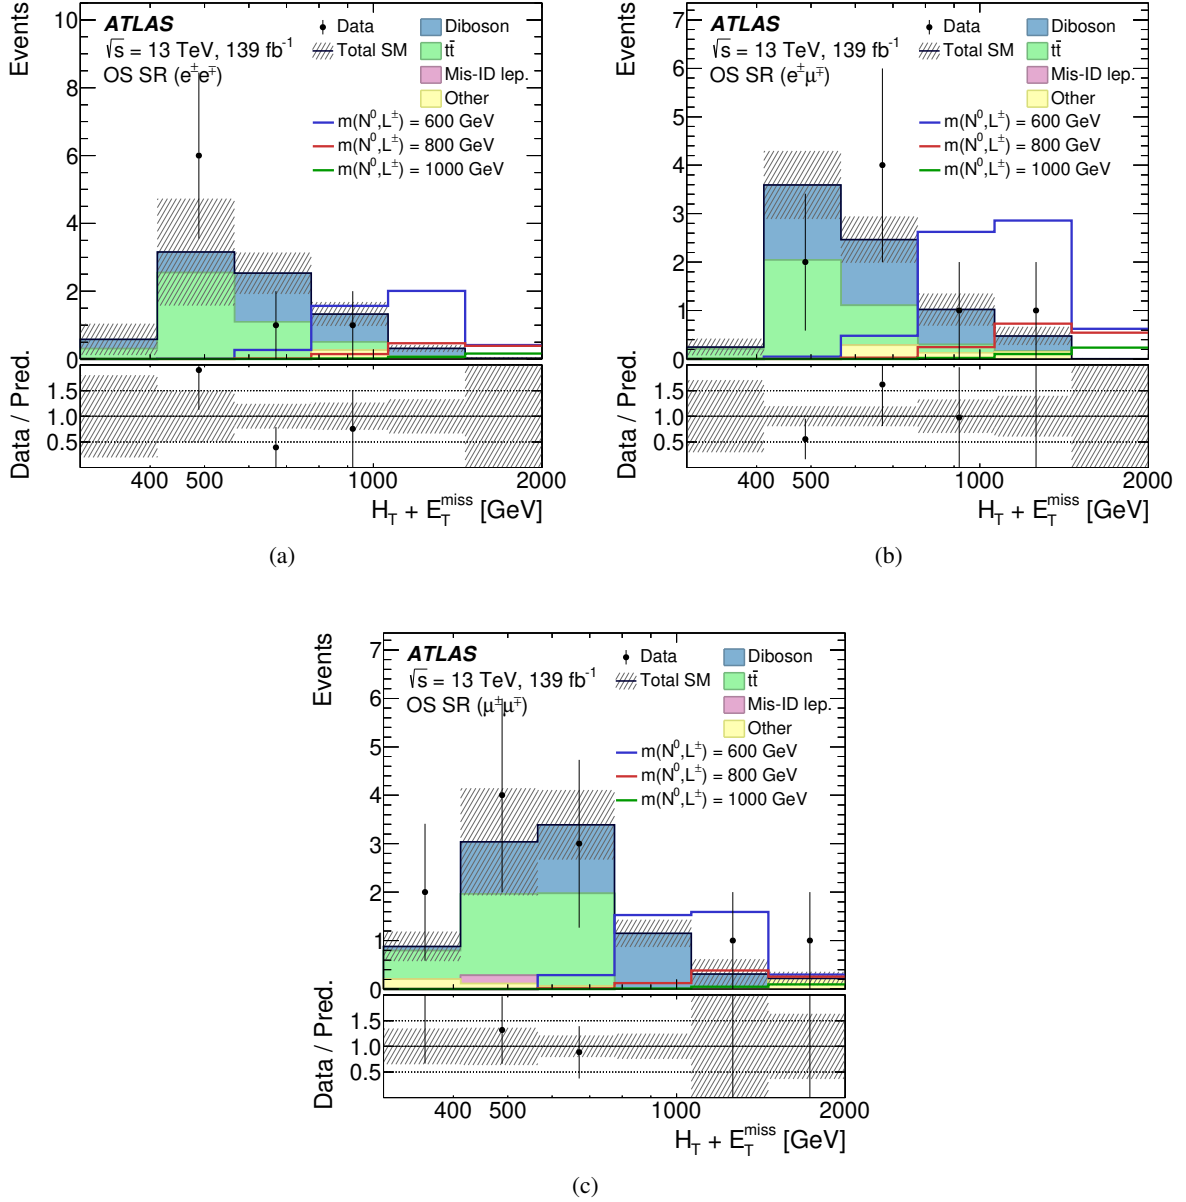 ATLAS
√s = 13 TeV, 139 fb⁻¹
OS SR (e±e∓)
Data
Total SM
Diboson
tt̄
Mis-ID lep.
Other
m(N⁰,L±) = 600 GeV
m(N⁰,L±) = 800 GeV
m(N⁰,L±) = 1000 GeV
Events
10
8
6
4
2
0
Data / Pred.
1.5
1.0
0.5
400 500 1000 2000
H_T + E_T^miss [GeV]
(a)
ATLAS
√s = 13 TeV, 139 fb⁻¹
OS SR (e±μ∓)
Data
Total SM
Diboson
tt̄
Mis-ID lep.
Other
m(N⁰,L±) = 600 GeV
m(N⁰,L±) = 800 GeV
m(N⁰,L±) = 1000 GeV
Events
7
6
5
4
3
2
1
0
Data / Pred.
1.5
1.0
0.5
400 500 1000 2000
H_T + E_T^miss [GeV]
(b)
ATLAS
√s = 13 TeV, 139 fb⁻¹
OS SR (μ±μ∓)
Data
Total SM
Diboson
tt̄
Mis-ID lep.
Other
m(N⁰,L±) = 600 GeV
m(N⁰,L±) = 800 GeV
m(N⁰,L±) = 1000 GeV
Events
7
6
5
4
3
2
1
0
Data / Pred.
1.5
1.0
0.5
400 500 1000 2000
H_T + E_T^miss [GeV]
(c)